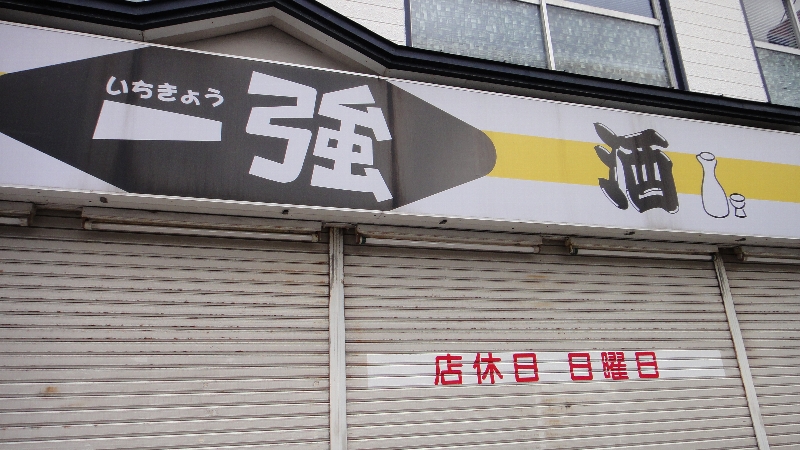 いちきょう
一強
酒
店休日 日曜日